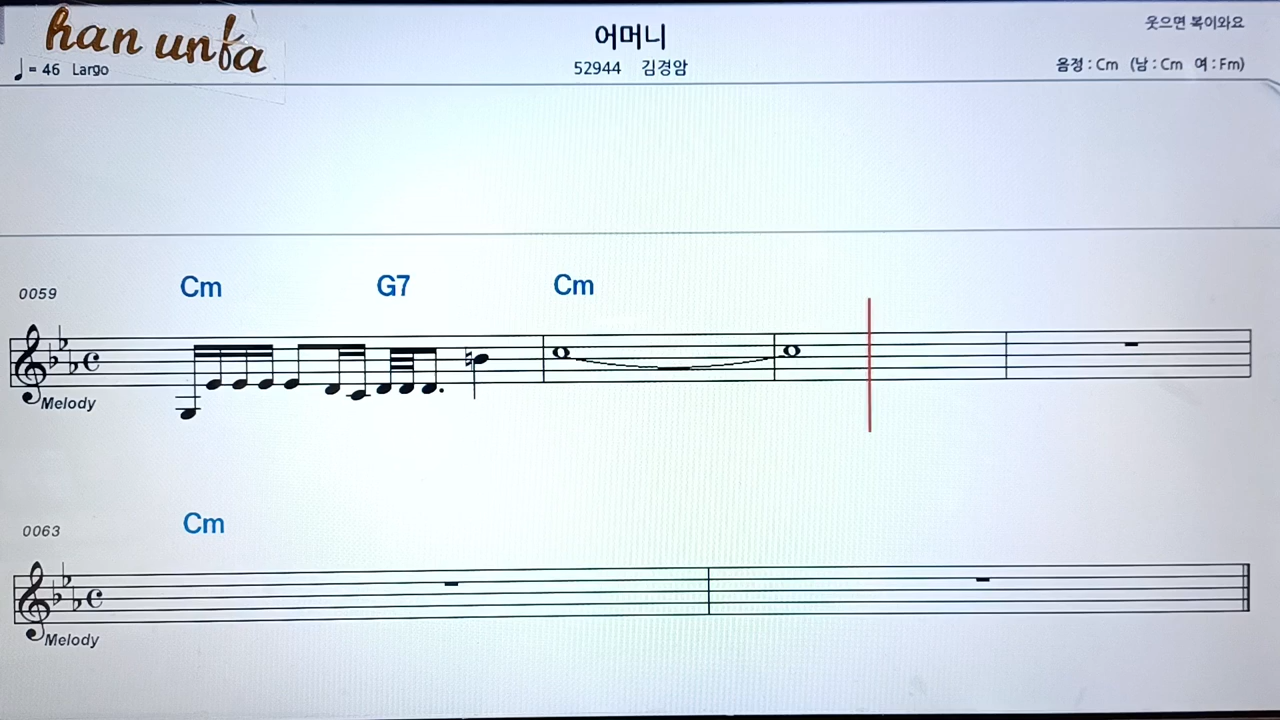 han unfa
어머니
웃으면 복이와요
♩= 46 Largo
52944 김경암
음정 : Cm (남 : Cm 여 : Fm)
0059
Cm G7 Cm
Melody
0063
Cm
Melody